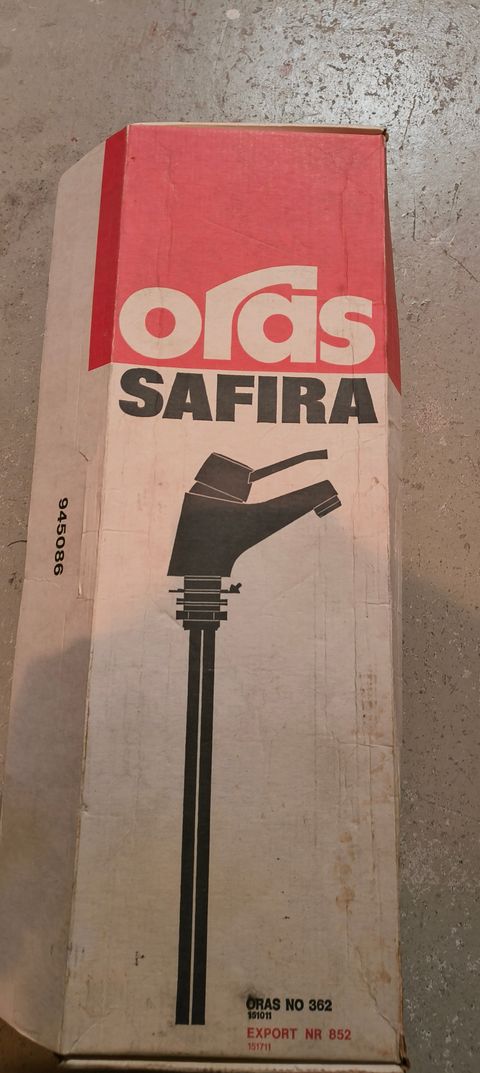 oras
SAFIRA
945086
ORAS NO 362
151011
EXPORT NR 852
151711